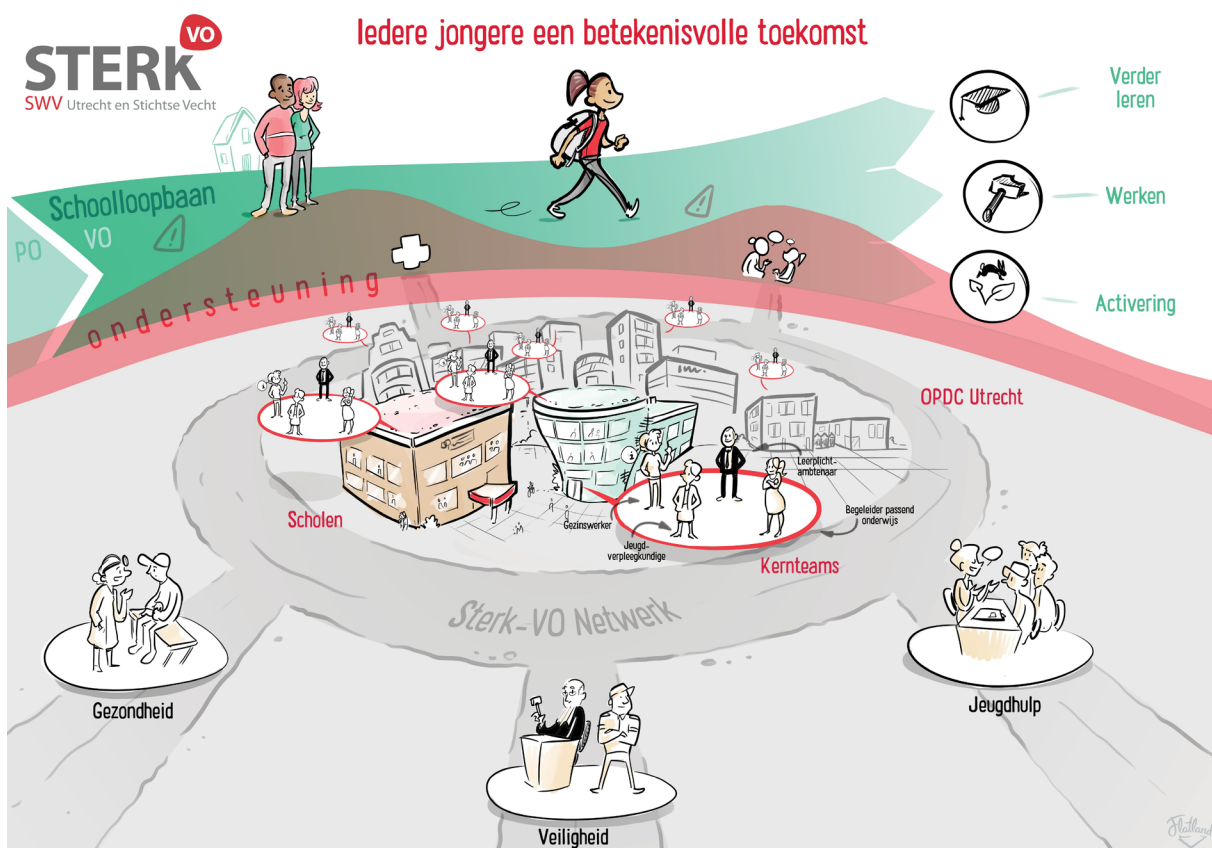 Iedere jongere een betekenisvolle toekomst
STERK VO
SWV Utrecht en Stichtse Vecht
Verder
leren
Werken
Activering
Schoolloopbaan
PO
VO
ondersteuning
OPDC Utrecht
Leerplicht-
ambtenaar
Scholen
Gezinswerker
Begeleider passend
onderwijs
Jeugd-
verpleegkundige
Kernteams
Sterk-VO Netwerk
Gezondheid
Jeugdhulp
Veiligheid
Flatland